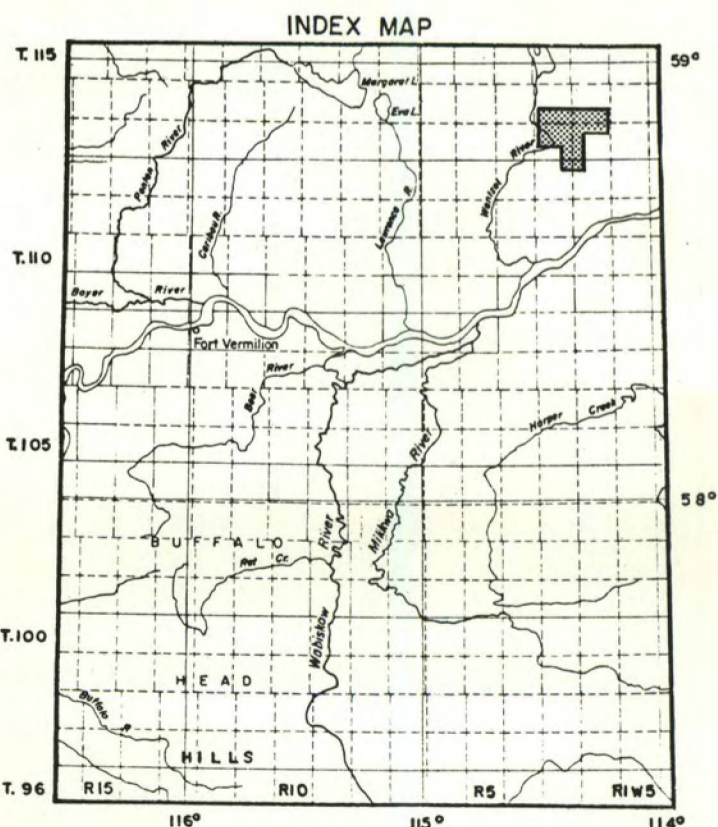 INDEX MAP
T. 115
59°
Margaret L.
Eva L.
Ponton River
Caribou R.
Lawrence R.
Wentzel River
T. 110
Boyer River
Fort Vermilion
Bear River
Harper Creek
T. 105
58°
Mikkwa River
BUFFALO
Rat Cr.
Wabiskaw River
T. 100
HEAD
Buffalo R.
HILLS
T. 96
R15
R10
R5
R1W5
116°
115°
114°